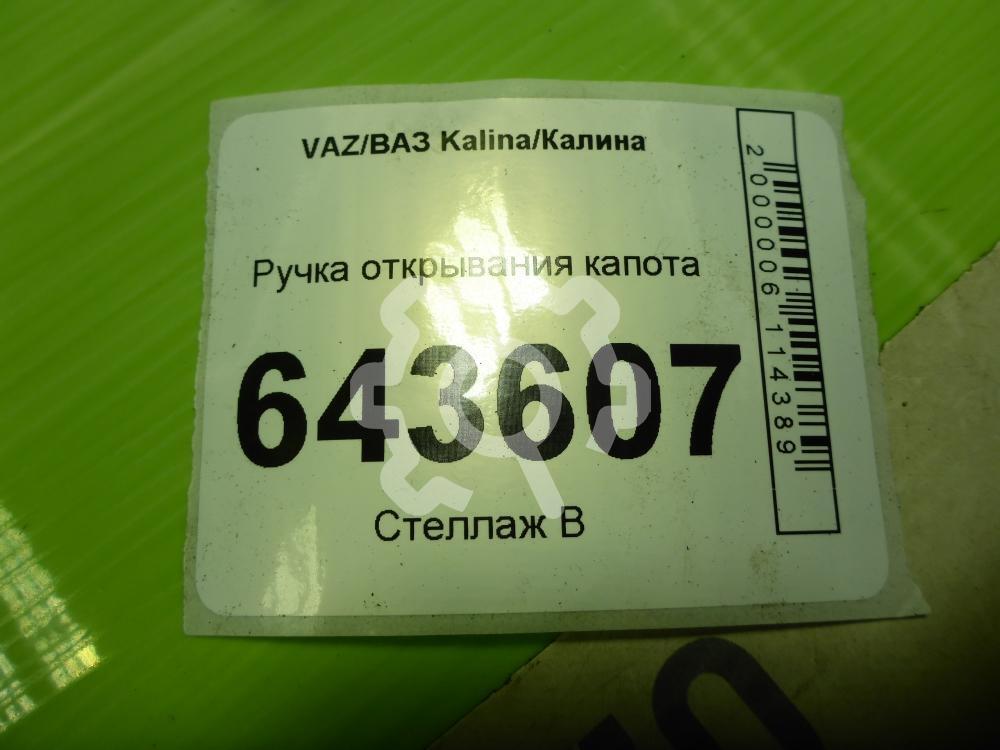 VAZ/ВАЗ Kalina/Калина
Ручка открывания капота
643607
Стеллаж В
2000006114389